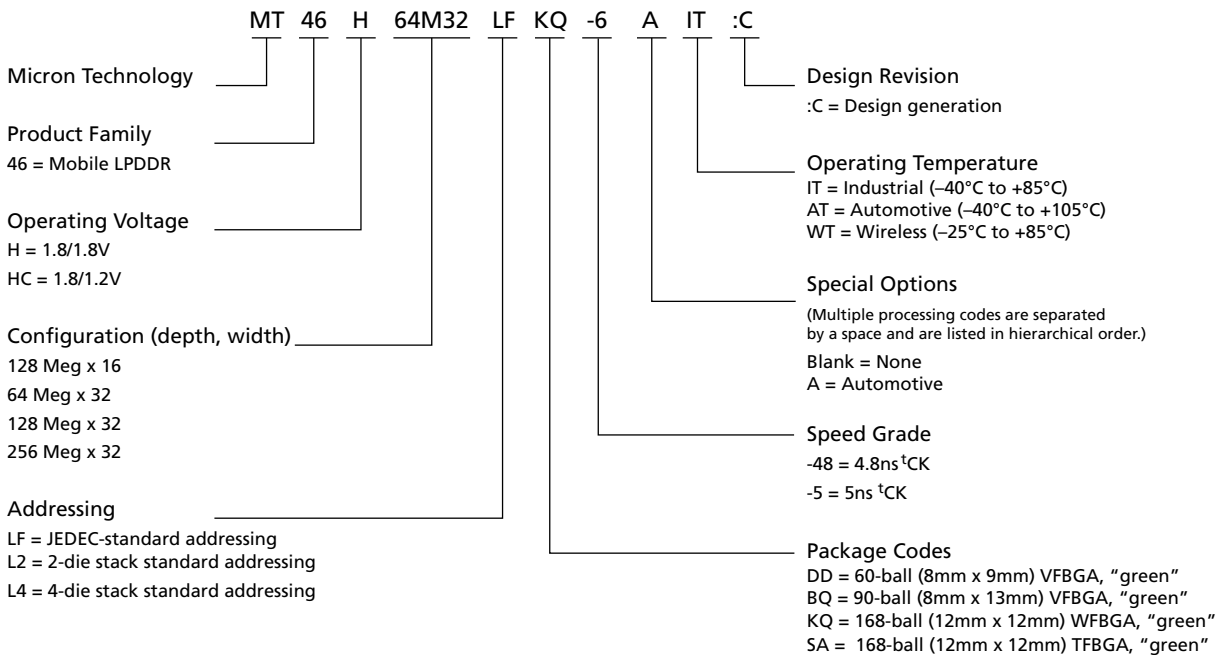 MT 46 H 64M32 LF KQ -6 A IT :C
Micron Technology
Product Family
46 = Mobile LPDDR
Operating Voltage
H = 1.8/1.8V
HC = 1.8/1.2V
Configuration (depth, width)
128 Meg x 16
64 Meg x 32
128 Meg x 32
256 Meg x 32
Addressing
LF = JEDEC-standard addressing
L2 = 2-die stack standard addressing
L4 = 4-die stack standard addressing
Design Revision
:C = Design generation
Operating Temperature
IT = Industrial (–40°C to +85°C)
AT = Automotive (–40°C to +105°C)
WT = Wireless (–25°C to +85°C)
Special Options
(Multiple processing codes are separated
by a space and are listed in hierarchical order.)
Blank = None
A = Automotive
Speed Grade
-48 = 4.8ns tCK
-5 = 5ns tCK
Package Codes
DD = 60-ball (8mm x 9mm) VFBGA, “green”
BQ = 90-ball (8mm x 13mm) VFBGA, “green”
KQ = 168-ball (12mm x 12mm) WFBGA, “green”
SA = 168-ball (12mm x 12mm) TFBGA, “green”